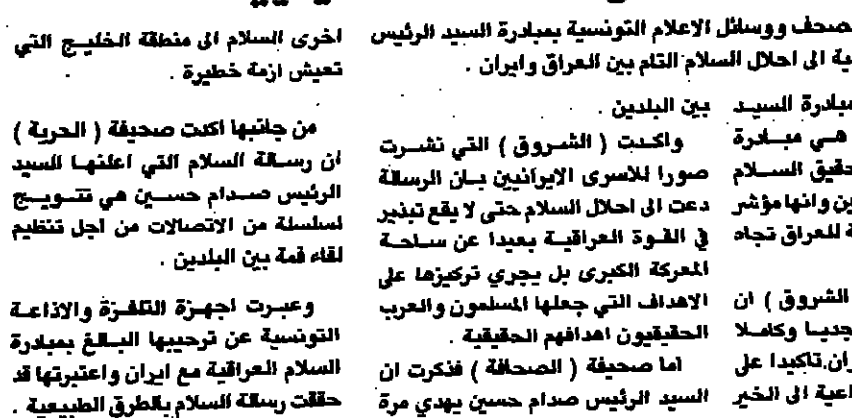 صحف ووسائل الاعلام التونسية بمبادرة السيد الرئيس
ية الى احلال السلام التام بين العراق وايران .
مبادرة السيد
هي مبادرة
حقيق السلام
ين وانها مؤشر
ة للعراق تجاه
الشروق ) ان
جديا وكاملا
ران تاكيدا على
اعية الى الخير
بين البلدين .
واكدت ( الشروق ) التي نشرت
صورا للاسرى الايرانيين بان الرسالة
دعت الى احلال السلام حتى لا يقع تبذير
في القوة العراقية بعيدا عن ساحة
المعركة الكبرى بل يجري تركيزها على
الاهداف التي جعلها المسلمون والعرب
الحقيقيون اهدافهم الحقيقية .
اما صحيفة ( الصحافة ) فذكرت ان
السيد الرئيس صدام حسين يهدي مرة
اخرى السلام الى منطقة الخليج التي
تعيش ازمة خطيرة .
من جانبها اكدت صحيفة ( الحرية )
ان رسالة السلام التي اعلنها السيد
الرئيس صدام حسين هي تتويج
لسلسلة من الاتصالات من اجل تنظيم
لقاء قمة بين البلدين .
وعبرت اجهزة التلفزة والاذاعة
التونسية عن ترحيبها البالغ بمبادرة
السلام العراقية مع ايران واعتبرتها قد
حققت رسالة السلام بالطرق الطبيعية .